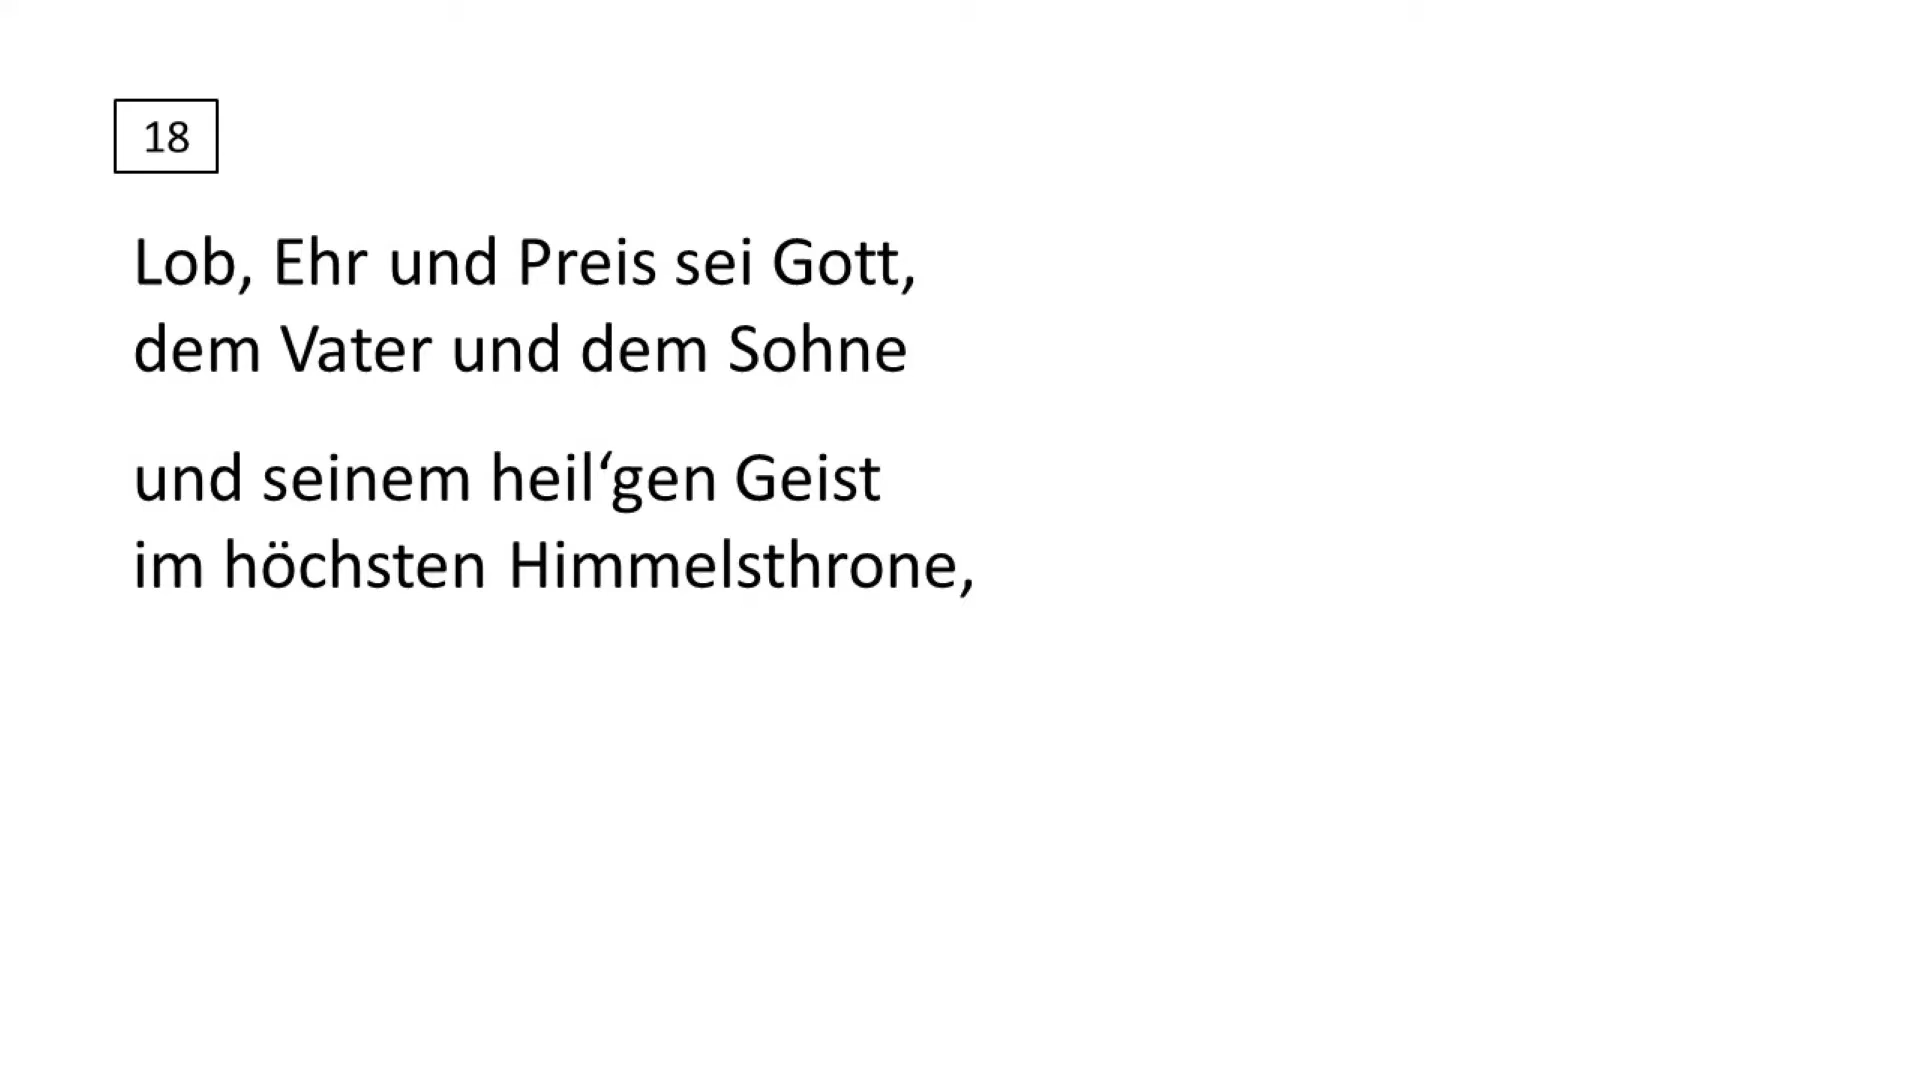 18
Lob, Ehr und Preis sei Gott,
dem Vater und dem Sohne
und seinem heil‘gen Geist
im höchsten Himmelsthrone,